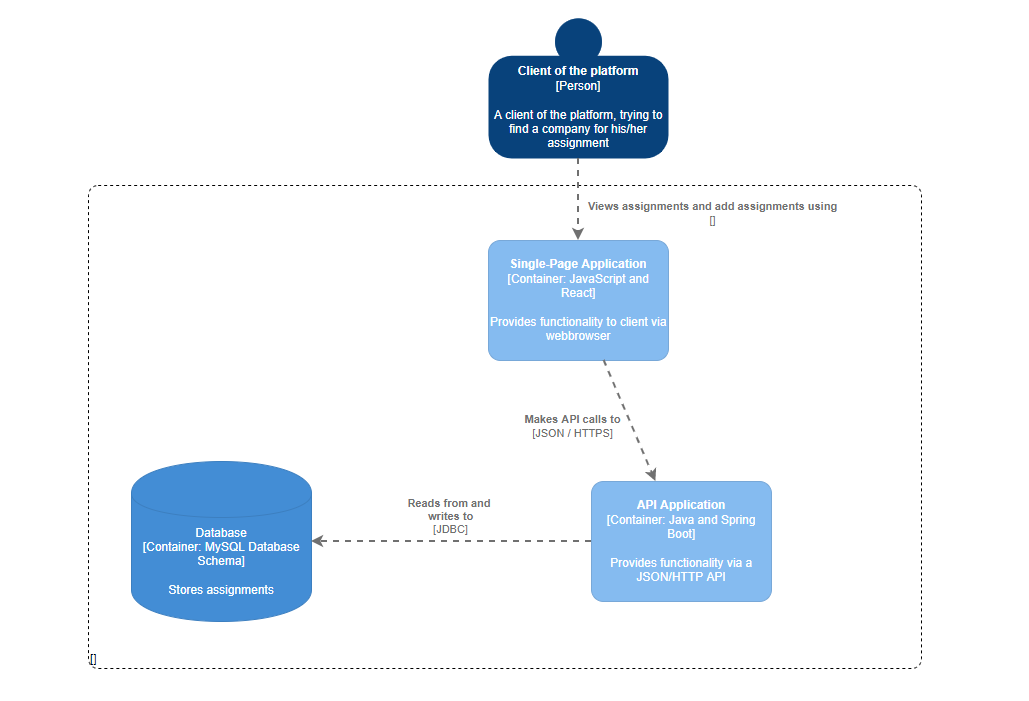 Client of the platform
[Person]
A client of the platform, trying to
find a company for his/her
assignment
Views assignments and add assignments using
[]
Single-Page Application
[Container: JavaScript and
React]
Provides functionality to client via
webbrowser
Makes API calls to
[JSON / HTTPS]
API Application
[Container: Java and Spring
Boot]
Provides functionality via a
JSON/HTTP API
Reads from and
writes to
[JDBC]
Database
[Container: MySQL Database
Schema]
Stores assignments
[]